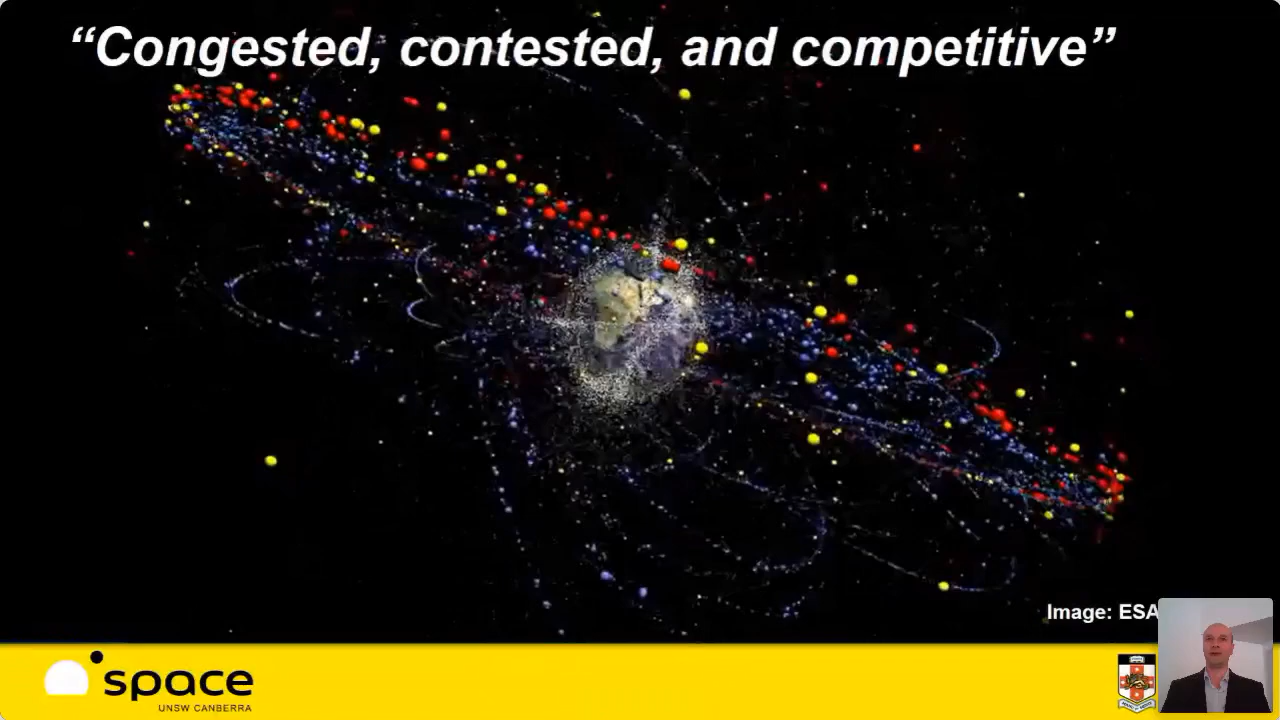 “Congested, contested, and competitive”
Image: ESA
space
UNSW CANBERRA